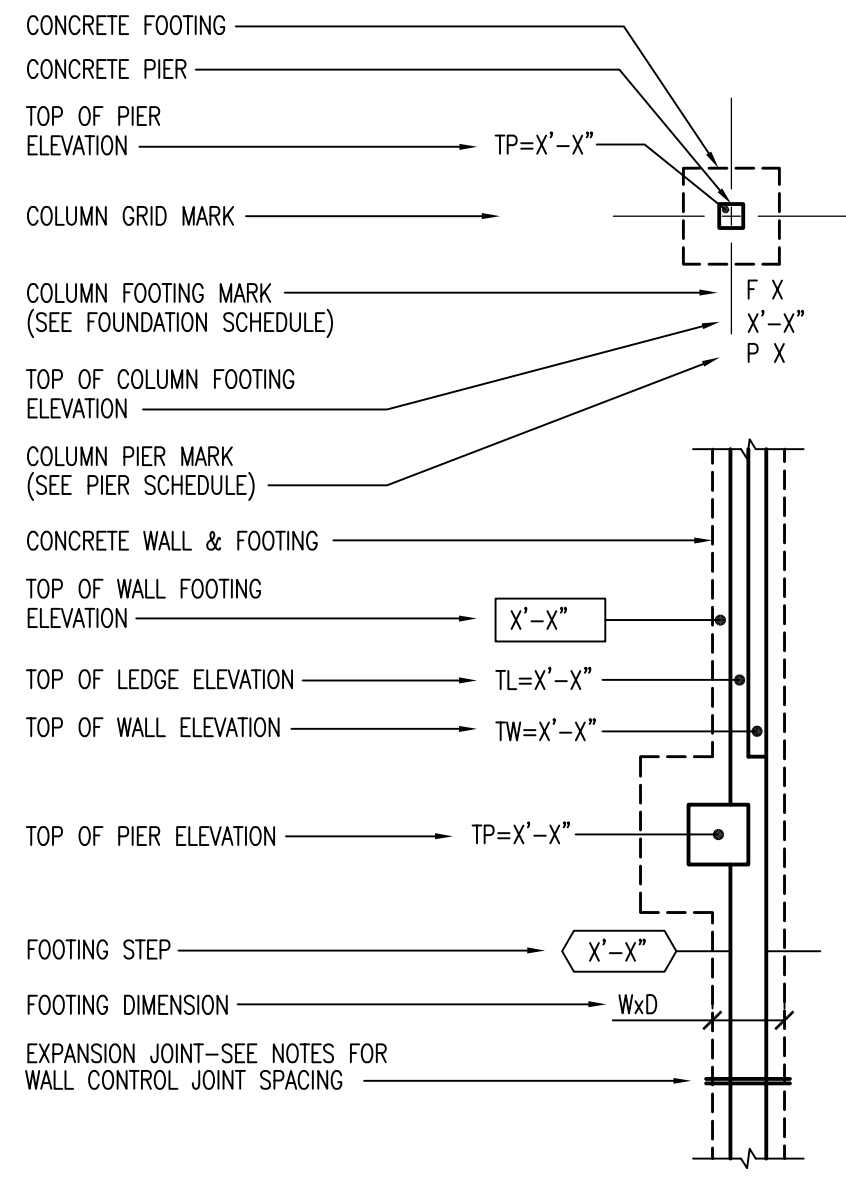 CONCRETE FOOTING
CONCRETE PIER
TOP OF PIER
ELEVATION
TP=X'-X"
COLUMN GRID MARK
COLUMN FOOTING MARK
(SEE FOUNDATION SCHEDULE)
F X
X'-X"
P X
TOP OF COLUMN FOOTING
ELEVATION
COLUMN PIER MARK
(SEE PIER SCHEDULE)
CONCRETE WALL & FOOTING
TOP OF WALL FOOTING
ELEVATION
X'-X"
TOP OF LEDGE ELEVATION
TL=X'-X"
TOP OF WALL ELEVATION
TW=X'-X"
TOP OF PIER ELEVATION
TP=X'-X"
FOOTING STEP
X'-X"
FOOTING DIMENSION
WxD
EXPANSION JOINT-SEE NOTES FOR
WALL CONTROL JOINT SPACING